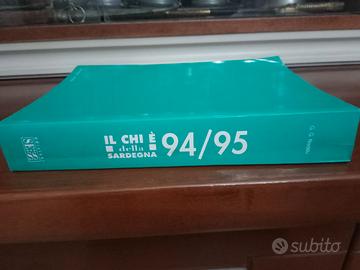 IL CHI È
della
SARDEGNA
94/95
subito